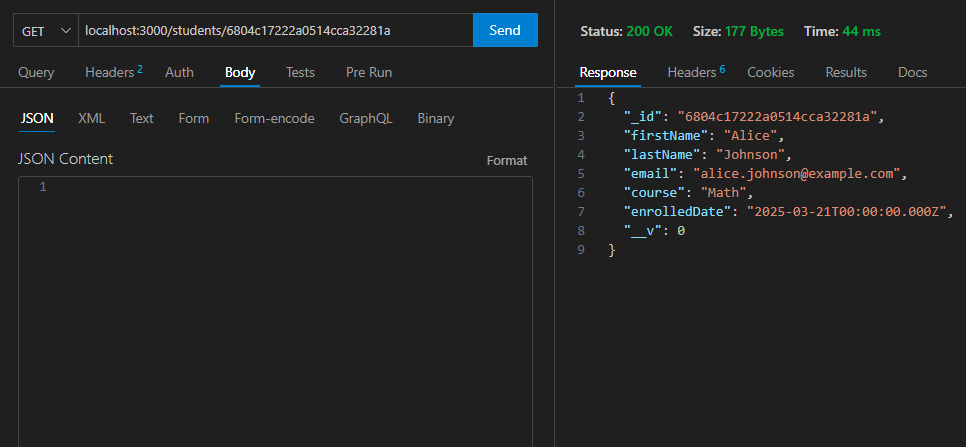 GET localhost:3000/students/6804c17222a0514cca32281a Send
Query Headers 2 Auth Body Tests Pre Run
JSON XML Text Form Form-encode GraphQL Binary
JSON Content Format
1
Status: 200 OK Size: 177 Bytes Time: 44 ms
Response Headers 6 Cookies Results Docs
1 {
2 "_id": "6804c17222a0514cca32281a",
3 "firstName": "Alice",
4 "lastName": "Johnson",
5 "email": "alice.johnson@example.com",
6 "course": "Math",
7 "enrolledDate": "2025-03-21T00:00:00.000Z",
8 "__v": 0
9 }